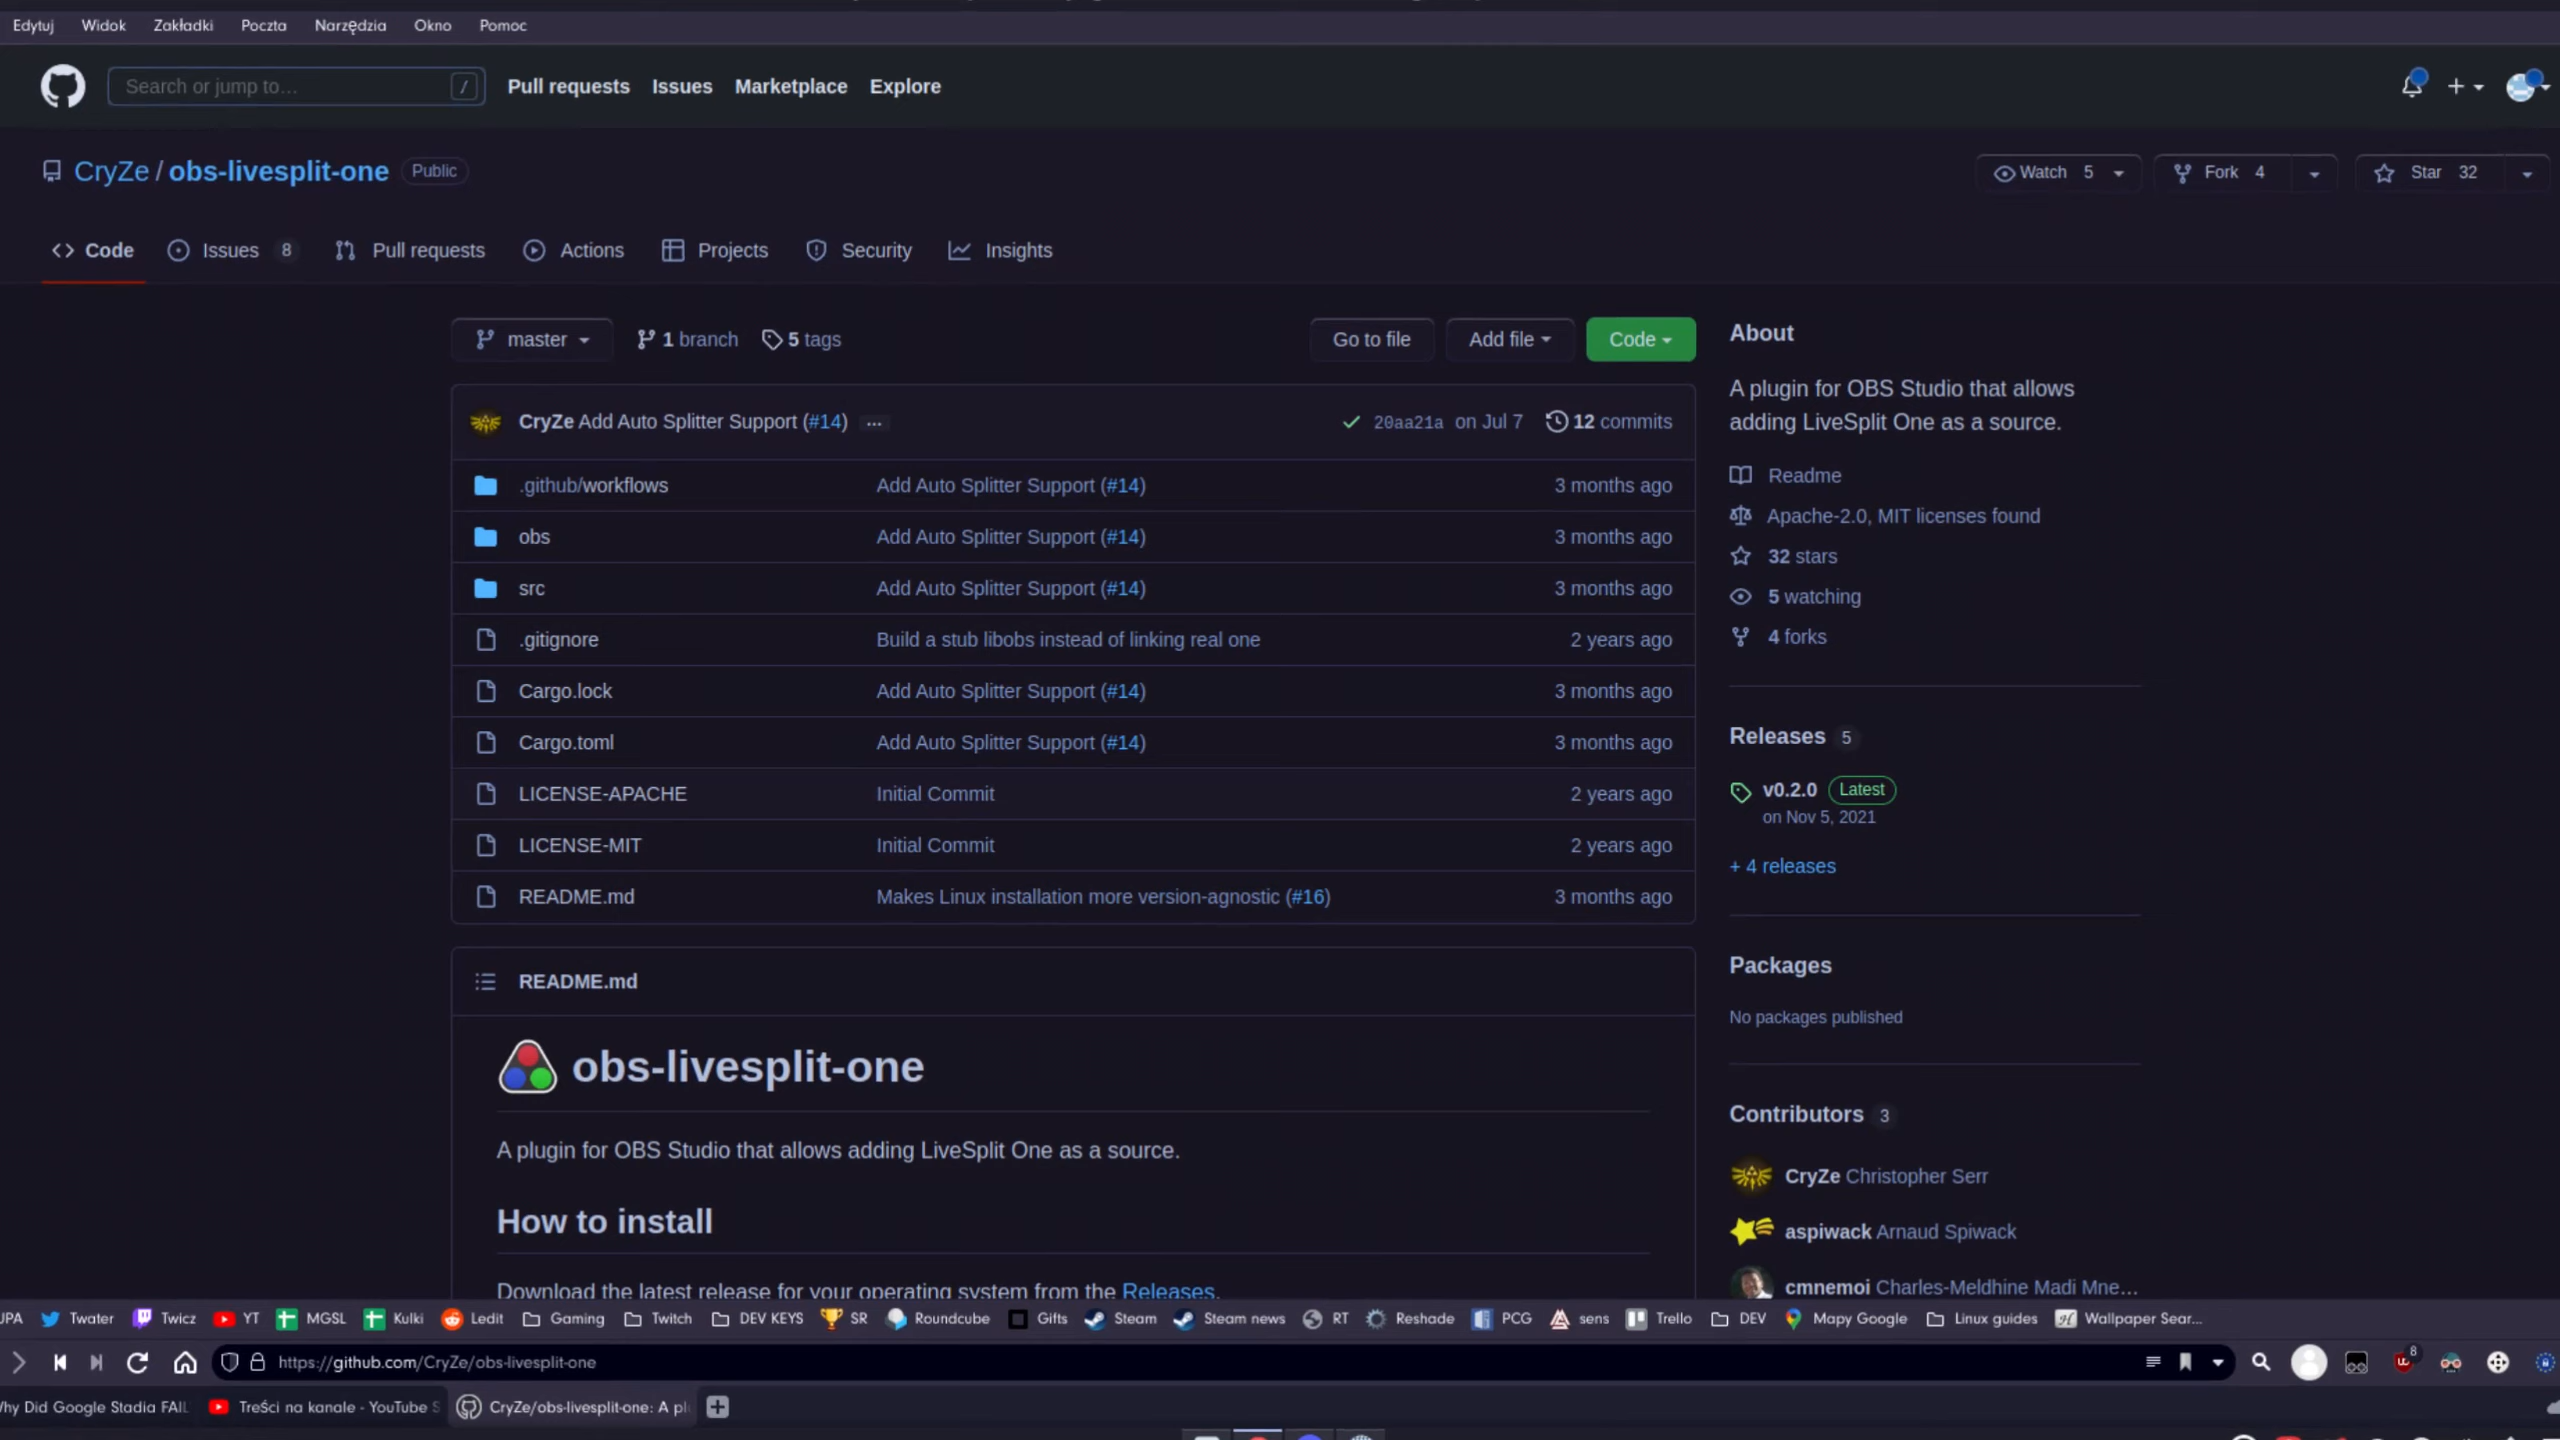 Edytuj Widok Zakładki Poczta Narzędzia Okno Pomoc
Search or jump to… / Pull requests Issues Marketplace Explore
CryZe / obs-livesplit-one Public Watch 5 Fork 4 Star 32
Code Issues 8 Pull requests Actions Projects Security Insights
master 1 branch 5 tags Go to file Add file Code
CryZe Add Auto Splitter Support (#14) … 20aa21a on Jul 7 12 commits
.github/workflows Add Auto Splitter Support (#14) 3 months ago
obs Add Auto Splitter Support (#14) 3 months ago
src Add Auto Splitter Support (#14) 3 months ago
.gitignore Build a stub libobs instead of linking real one 2 years ago
Cargo.lock Add Auto Splitter Support (#14) 3 months ago
Cargo.toml Add Auto Splitter Support (#14) 3 months ago
LICENSE-APACHE Initial Commit 2 years ago
LICENSE-MIT Initial Commit 2 years ago
README.md Makes Linux installation more version-agnostic (#16) 3 months ago
README.md
obs-livesplit-one
A plugin for OBS Studio that allows adding LiveSplit One as a source.
How to install
Download the latest release for your operating system from the Releases.
About
A plugin for OBS Studio that allows
adding LiveSplit One as a source.
Readme
Apache-2.0, MIT licenses found
32 stars
5 watching
4 forks
Releases 5
v0.2.0 Latest
on Nov 5, 2021
+ 4 releases
Packages
No packages published
Contributors 3
CryZe Christopher Serr
aspiwack Arnaud Spiwack
cmnemoi Charles-Meldhine Madi Mne…
JPA Twater Twicz YT MGSL Kulki Ledit Gaming Twitch DEV KEYS SR Roundcube Gifts Steam Steam news RT Reshade PCG sens Trello DEV Mapy Google Linux guides Wallpaper Sear…
https://github.com/CryZe/obs-livesplit-one 8
Why Did Google Stadia FAIL Treści na kanale - YouTube S CryZe/obs-livesplit-one: A pl